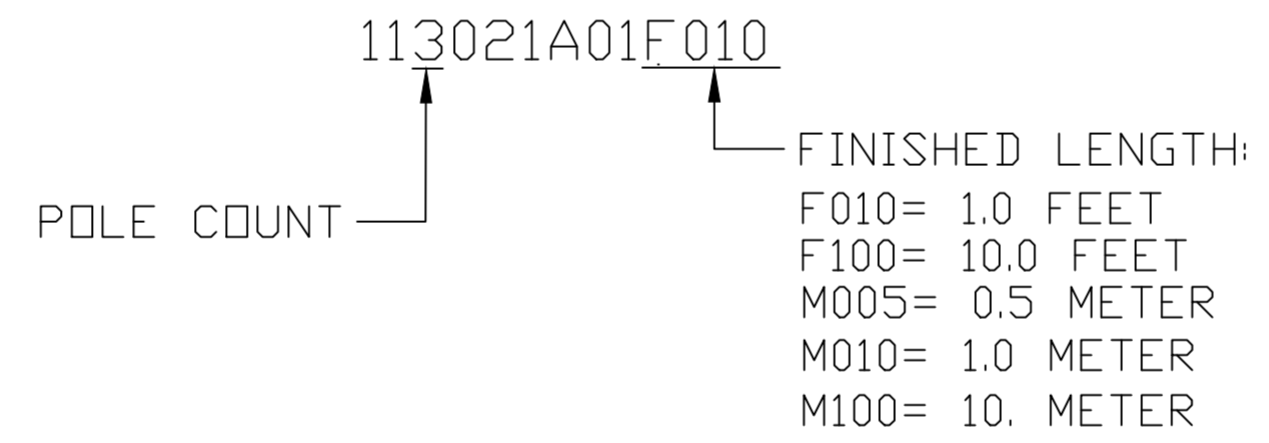 113021A01F010
FINISHED LENGTH:
POLE COUNT
F010= 1.0 FEET
F100= 10.0 FEET
M005= 0.5 METER
M010= 1.0 METER
M100= 10. METER